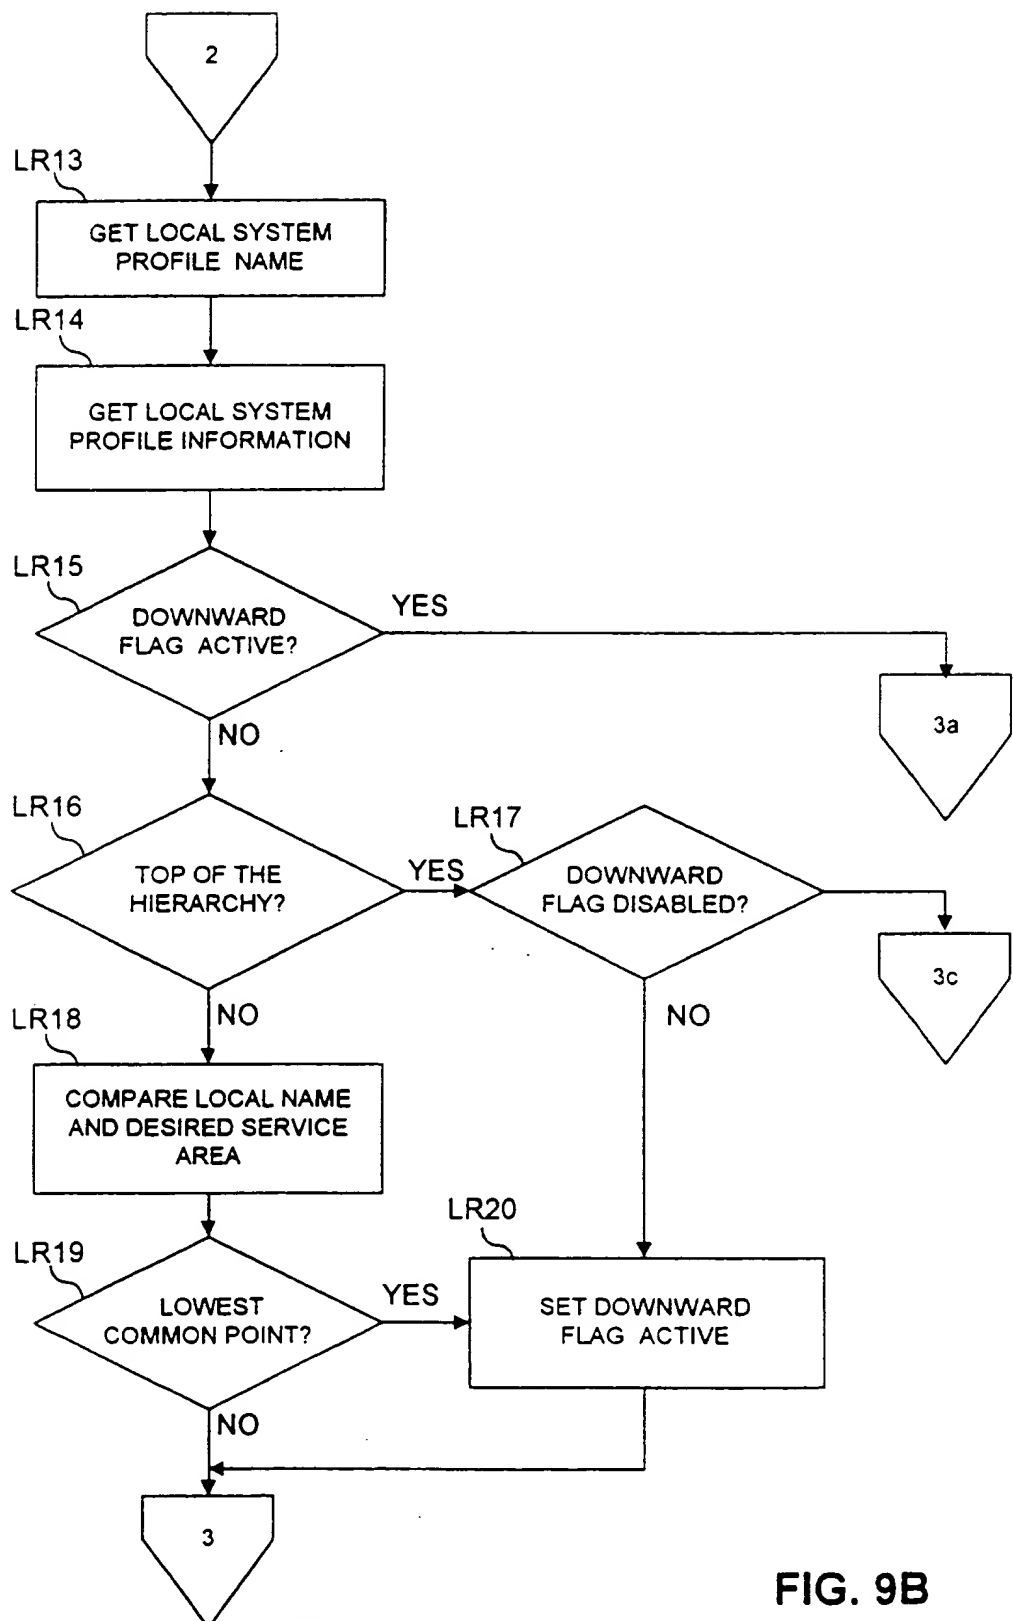 2
LR13
GET LOCAL SYSTEM
PROFILE NAME
LR14
GET LOCAL SYSTEM
PROFILE INFORMATION
LR15
DOWNWARD
FLAG ACTIVE?
YES
3a
NO
LR16
TOP OF THE
HIERARCHY?
YES
LR17
DOWNWARD
FLAG DISABLED?
3c
NO
NO
LR18
COMPARE LOCAL NAME
AND DESIRED SERVICE
AREA
LR19
LOWEST
COMMON POINT?
YES
LR20
SET DOWNWARD
FLAG ACTIVE
NO
3
FIG. 9B